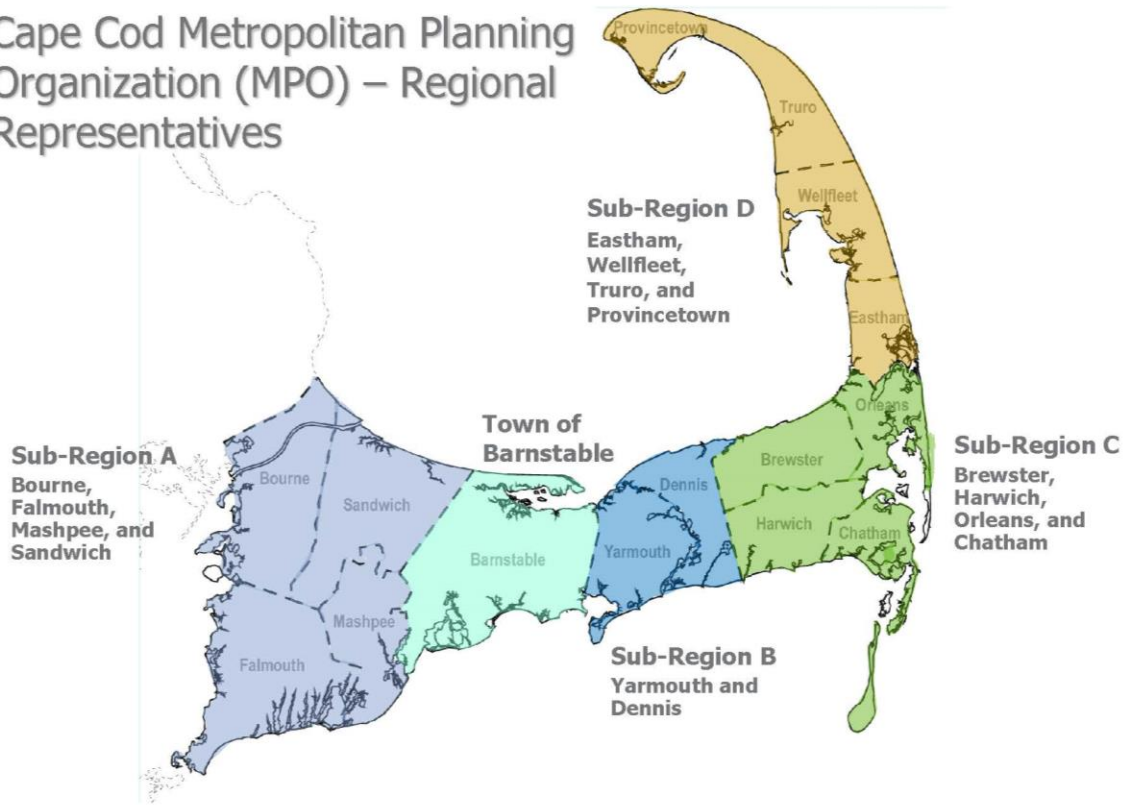 Cape Cod Metropolitan Planning
Organization (MPO) – Regional
Representatives
Provincetown
Truro
Wellfleet
Sub-Region D
Eastham,
Wellfleet,
Truro, and
Provincetown
Eastham
Orleans
Town of
Barnstable
Sub-Region A
Bourne,
Falmouth,
Mashpee, and
Sandwich
Bourne
Sandwich
Barnstable
Dennis
Yarmouth
Brewster
Harwich
Chatham
Sub-Region C
Brewster,
Harwich,
Orleans, and
Chatham
Mashpee
Falmouth
Sub-Region B
Yarmouth and
Dennis